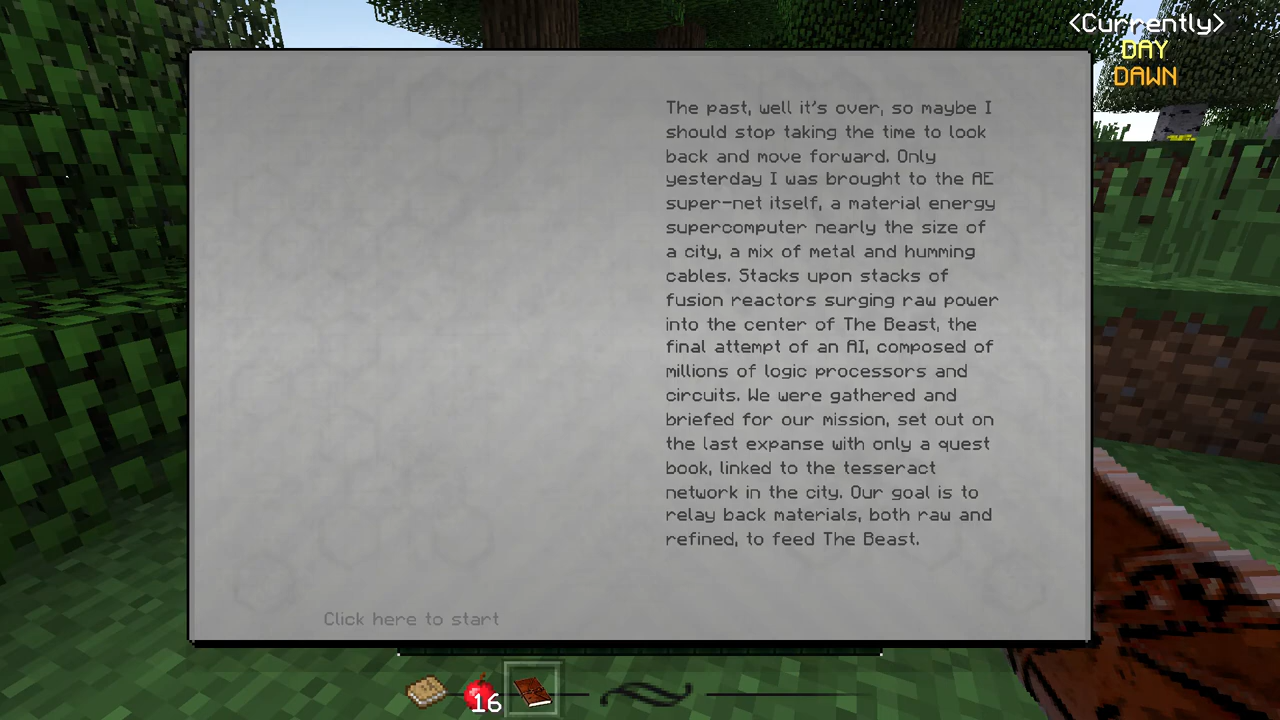 <Currently>
DAY
DAWN
The past, well it's over, so maybe I
should stop taking the time to look
back and move forward. Only
yesterday I was brought to the AE
super-net itself, a material energy
supercomputer nearly the size of
a city, a mix of metal and humming
cables. Stacks upon stacks of
fusion reactors surging raw power
into the center of The Beast, the
final attempt of an AI, composed of
millions of logic processors and
circuits. We were gathered and
briefed for our mission, set out on
the last expanse with only a quest
book, linked to the tesseract
network in the city. Our goal is to
relay back materials, both raw and
refined, to feed The Beast.
Click here to start
16